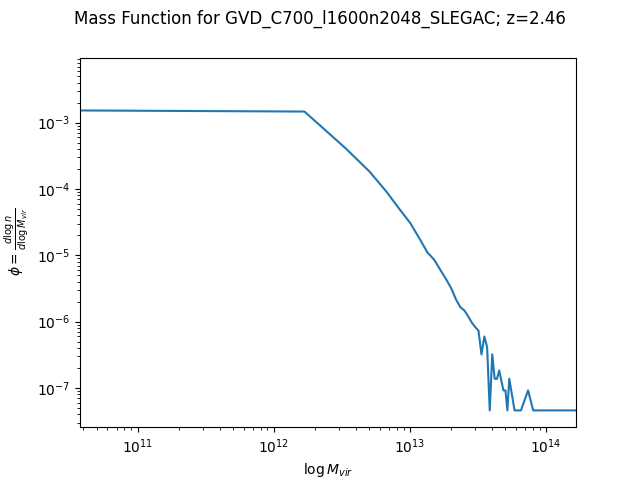 Mass Function for GVD_C700_l1600n2048_SLEGAC; z=2.46
ϕ = d log n / d log M_vir
10⁻³
10⁻⁴
10⁻⁵
10⁻⁶
10⁻⁷
10¹¹ 10¹² 10¹³ 10¹⁴
log M_vir